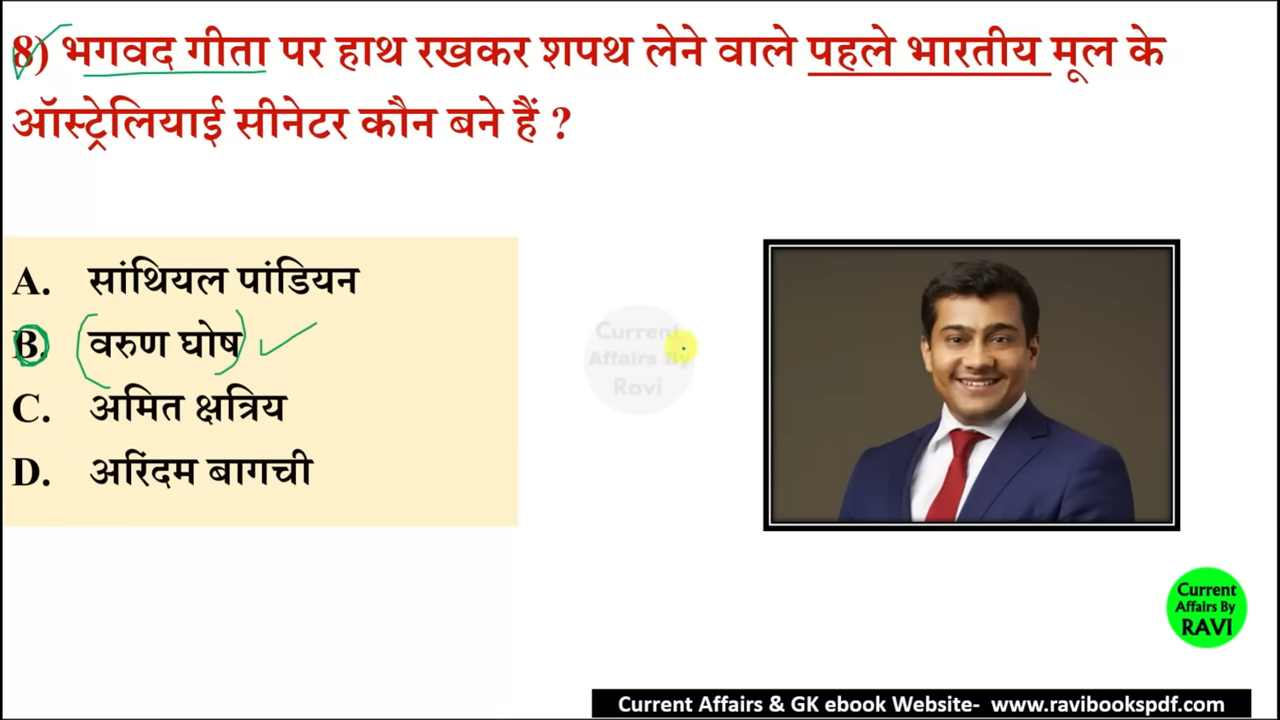 8) भगवद गीता पर हाथ रखकर शपथ लेने वाले पहले भारतीय मूल के
ऑस्ट्रेलियाई सीनेटर कौन बने हैं ?
A. सांथियल पांडियन
B. वरुण घोष
C. अमित क्षत्रिय
D. अरिंदम बागची
Current
Affairs By
Ravi
Current
Affairs By
RAVI
Current Affairs & GK ebook Website- www.ravibookspdf.com